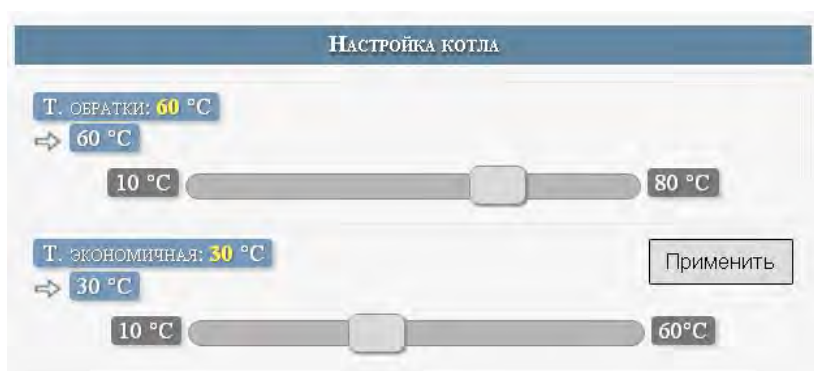 Настройка котла
Т. обратки: 60 °C
⇨ 60 °C
10 °C 80 °C
Т. экономичная: 30 °C
Применить
⇨ 30 °C
10 °C 60°C